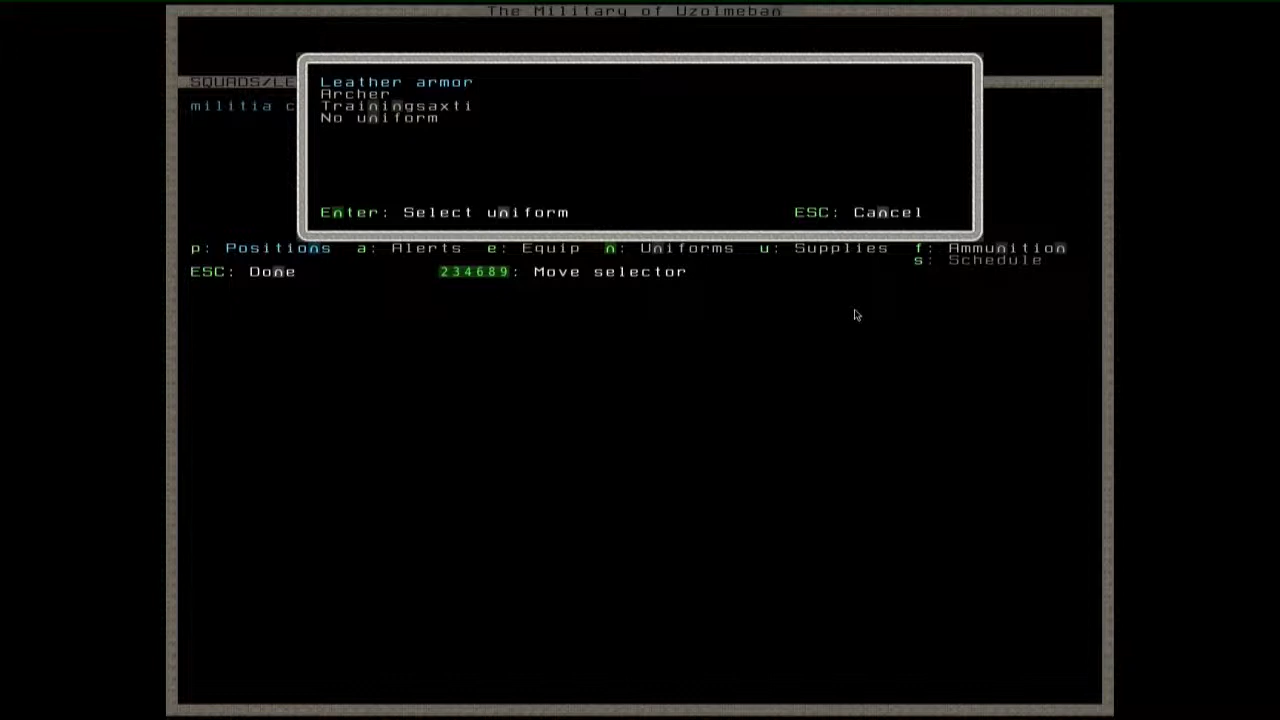 The Military of Uzolmeban
SQUADS/LE
Leather armor
Archer
militia c
Trainingsaxti
No uniform
Enter: Select uniform ESC: Cancel
p: Positions a: Alerts e: Equip n: Uniforms u: Supplies f: Ammunition
s: Schedule
ESC: Done 234689: Move selector